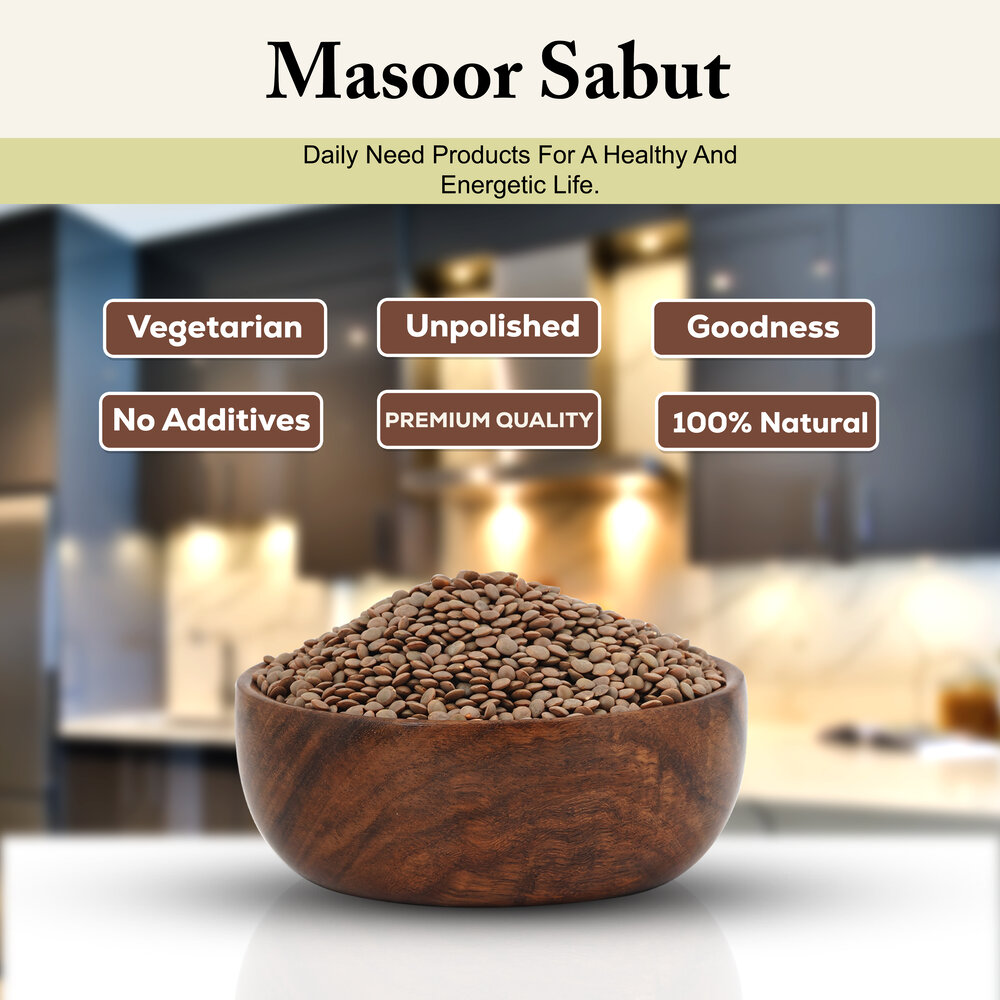 Masoor Sabut
Daily Need Products For A Healthy And
Energetic Life.
Vegetarian
Unpolished
Goodness
No Additives
PREMIUM QUALITY
100% Natural